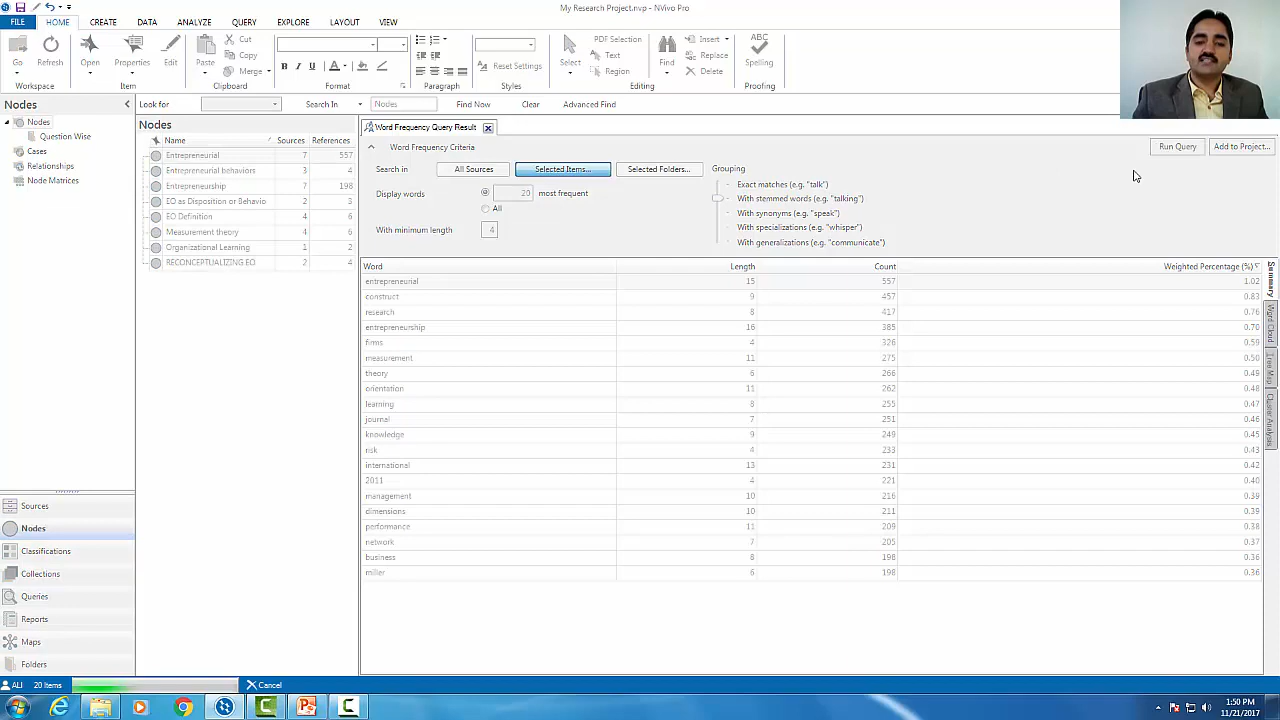 My Research Project.nvp - NVivo Pro
FILE HOME CREATE DATA ANALYZE QUERY EXPLORE LAYOUT VIEW
Go Refresh Open Properties Edit Paste Cut Copy Merge
B I U A
Reset Settings
Select PDF Selection Text Region Find Insert Replace Delete ABC Spelling
Workspace Item Clipboard Format Paragraph Styles Editing Proofing
Nodes
Look for Search In Nodes Find Now Clear Advanced Find
Nodes
Question Wise
Cases
Relationships
Node Matrices
Sources
Nodes
Classifications
Collections
Queries
Reports
Maps
Folders
Nodes
Name Sources References
Entrepreneurial 7 557
Entrepreneurial behaviors 3 4
Entrepreneurship 7 198
EO as Disposition or Behavio 2 3
EO Definition 4 6
Measurement theory 4 6
Organizational Learning 1 2
RECONCEPTUALIZING EO 2 4
Word Frequency Query Result
Word Frequency Criteria
Run Query Add to Project...
Search in All Sources Selected Items... Selected Folders...
Display words 20 most frequent
All
With minimum length 4
Grouping
Exact matches (e.g. "talk")
With stemmed words (e.g. "talking")
With synonyms (e.g. "speak")
With specializations (e.g. "whisper")
With generalizations (e.g. "communicate")
Word Length Count Weighted Percentage (%)
entrepreneurial 15 557 1.02
construct 9 457 0.83
research 8 417 0.76
entrepreneurship 16 385 0.70
firms 4 326 0.59
measurement 11 275 0.50
theory 6 266 0.49
orientation 11 262 0.48
learning 8 255 0.47
journal 7 251 0.46
knowledge 9 249 0.45
risk 4 233 0.43
international 13 231 0.42
2011 4 221 0.40
management 10 216 0.39
dimensions 10 211 0.39
performance 11 209 0.38
network 7 205 0.37
business 8 198 0.36
miller 6 198 0.36
Summary
Word Cloud
Tree Map
Cluster Analysis
ALI 20 Items Cancel
1:50 PM
11/21/2017